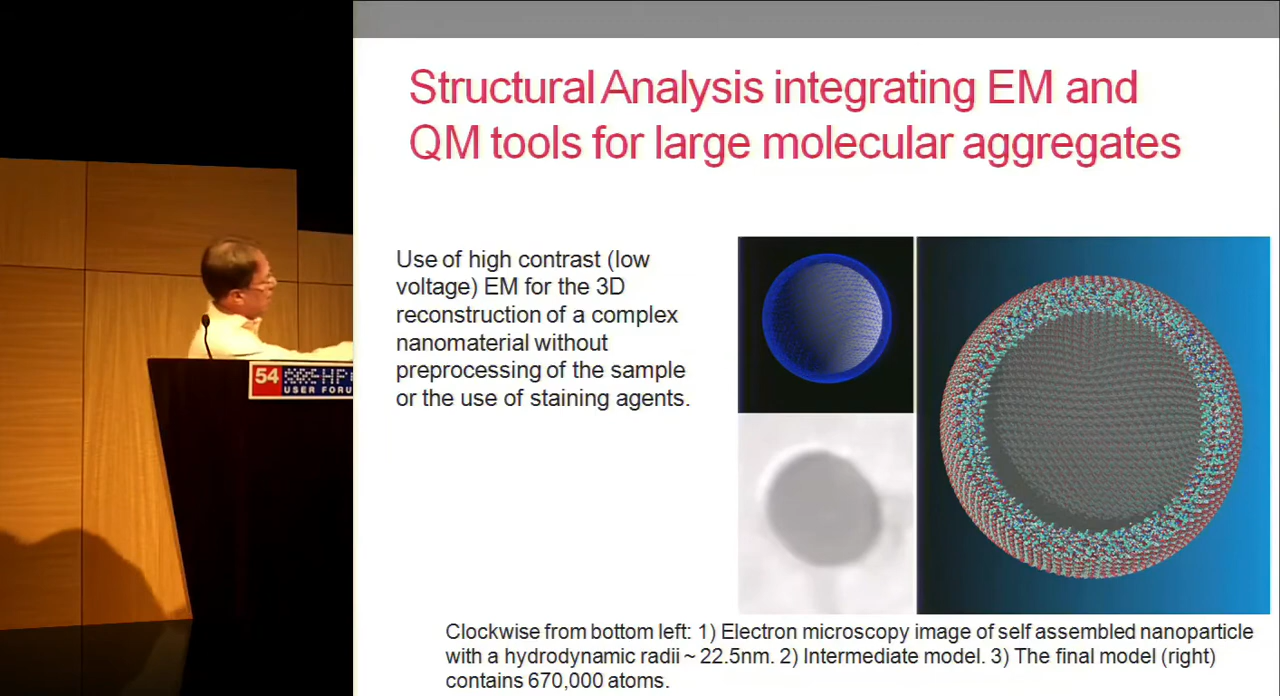 Structural Analysis integrating EM and
QM tools for large molecular aggregates
Use of high contrast (low
voltage) EM for the 3D
reconstruction of a complex
nanomaterial without
preprocessing of the sample
or the use of staining agents.
54
USER FORU
Clockwise from bottom left: 1) Electron microscopy image of self assembled nanoparticle
with a hydrodynamic radii ~ 22.5nm. 2) Intermediate model. 3) The final model (right)
contains 670,000 atoms.